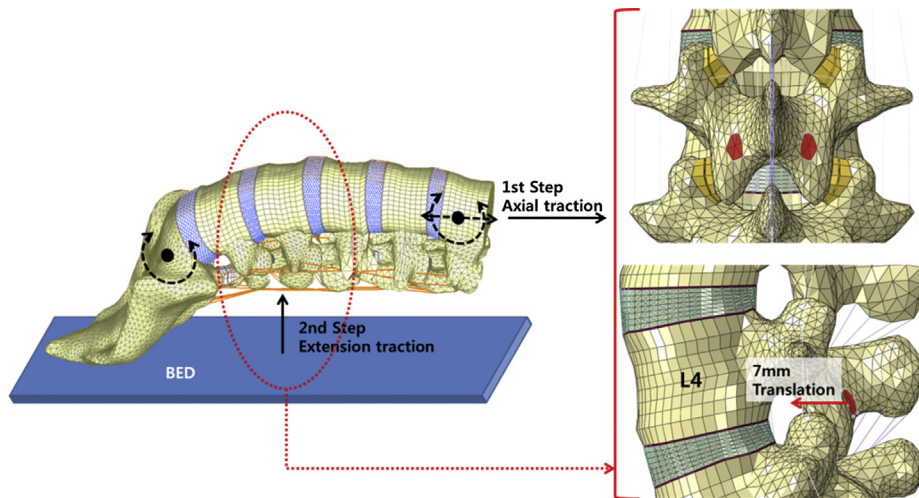 1st Step
Axial traction
2nd Step
Extension traction
BED
L4
7mm
Translation